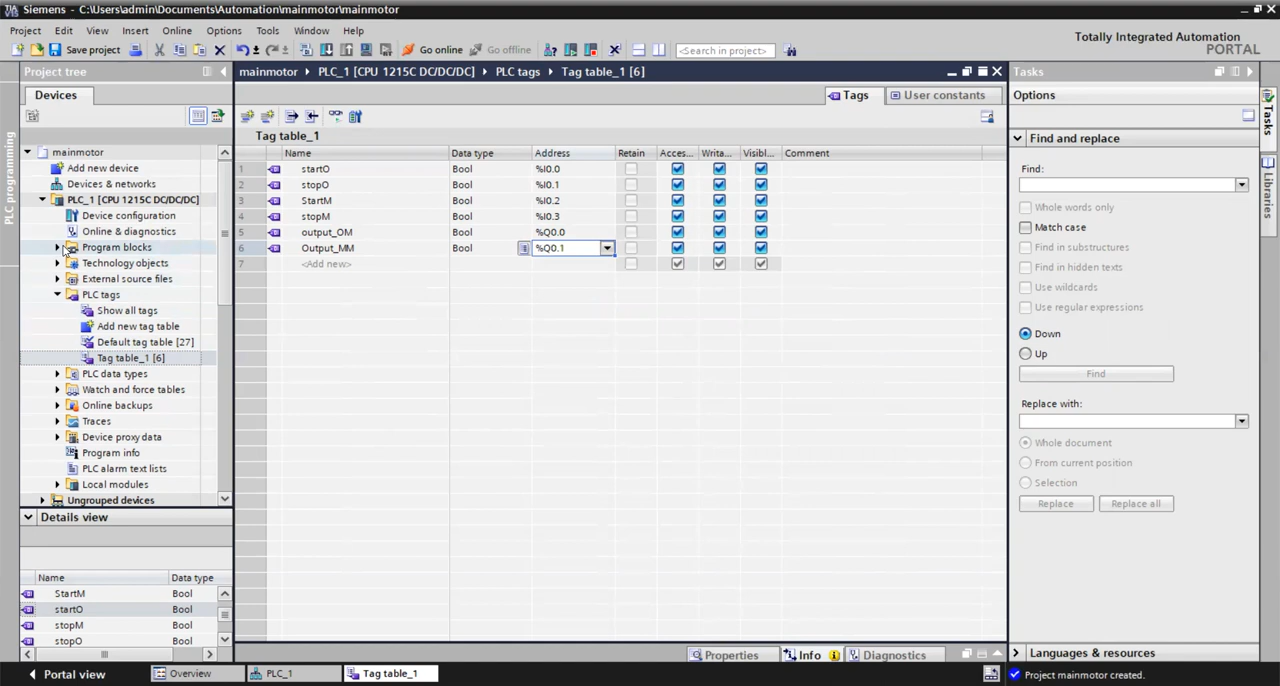 Siemens - C:\Users\admin\Documents\Automation\mainmotor\mainmotor
Project Edit View Insert Online Options Window Help
Totally Integrated Automation
PORTAL
Save project Go online Go offline <Search in project>
Project tree
mainmotor PLC_1 [CPU 1215C DC/DC/DC] PLC tags Tag table_1 [6]
Tasks
Devices
Tags User constants
Options
PLC programming
Tasks
Libraries
Tag table_1
Find and replace
mainmotor
Add new device
Devices & networks
PLC_1 [CPU 1215C DC/DC/DC]
Device configuration
Online & diagnostics
Program blocks
Technology objects
External source files
PLC tags
Show all tags
Add new tag table
Default tag table [27]
Tag table_1 [6]
PLC data types
Watch and force tables
Online backups
Traces
Device proxy data
Program info
PLC alarm text lists
Local modules
Ungrouped devices
Name Data type Address Retain Acces... Writa... Visibl... Comment
1 startO Bool %I0.0
2 stopO Bool %I0.1
3 StartM Bool %I0.2
4 stopM Bool %I0.3
5 output_OM Bool %Q0.0
6 Output_MM Bool %Q0.1
7 <Add new>
Find:
Whole words only
Match case
Find in substructures
Find in hidden texts
Use wildcards
Use regular expressions
Down
Up
Find
Replace with:
Whole document
From current position
Selection
Replace Replace all
Details view
Name Data type
StartM Bool
startO Bool
stopM Bool
stopO Bool
Properties Info Diagnostics
Languages & resources
Portal view Overview PLC_1 Tag table_1
Project mainmotor created.